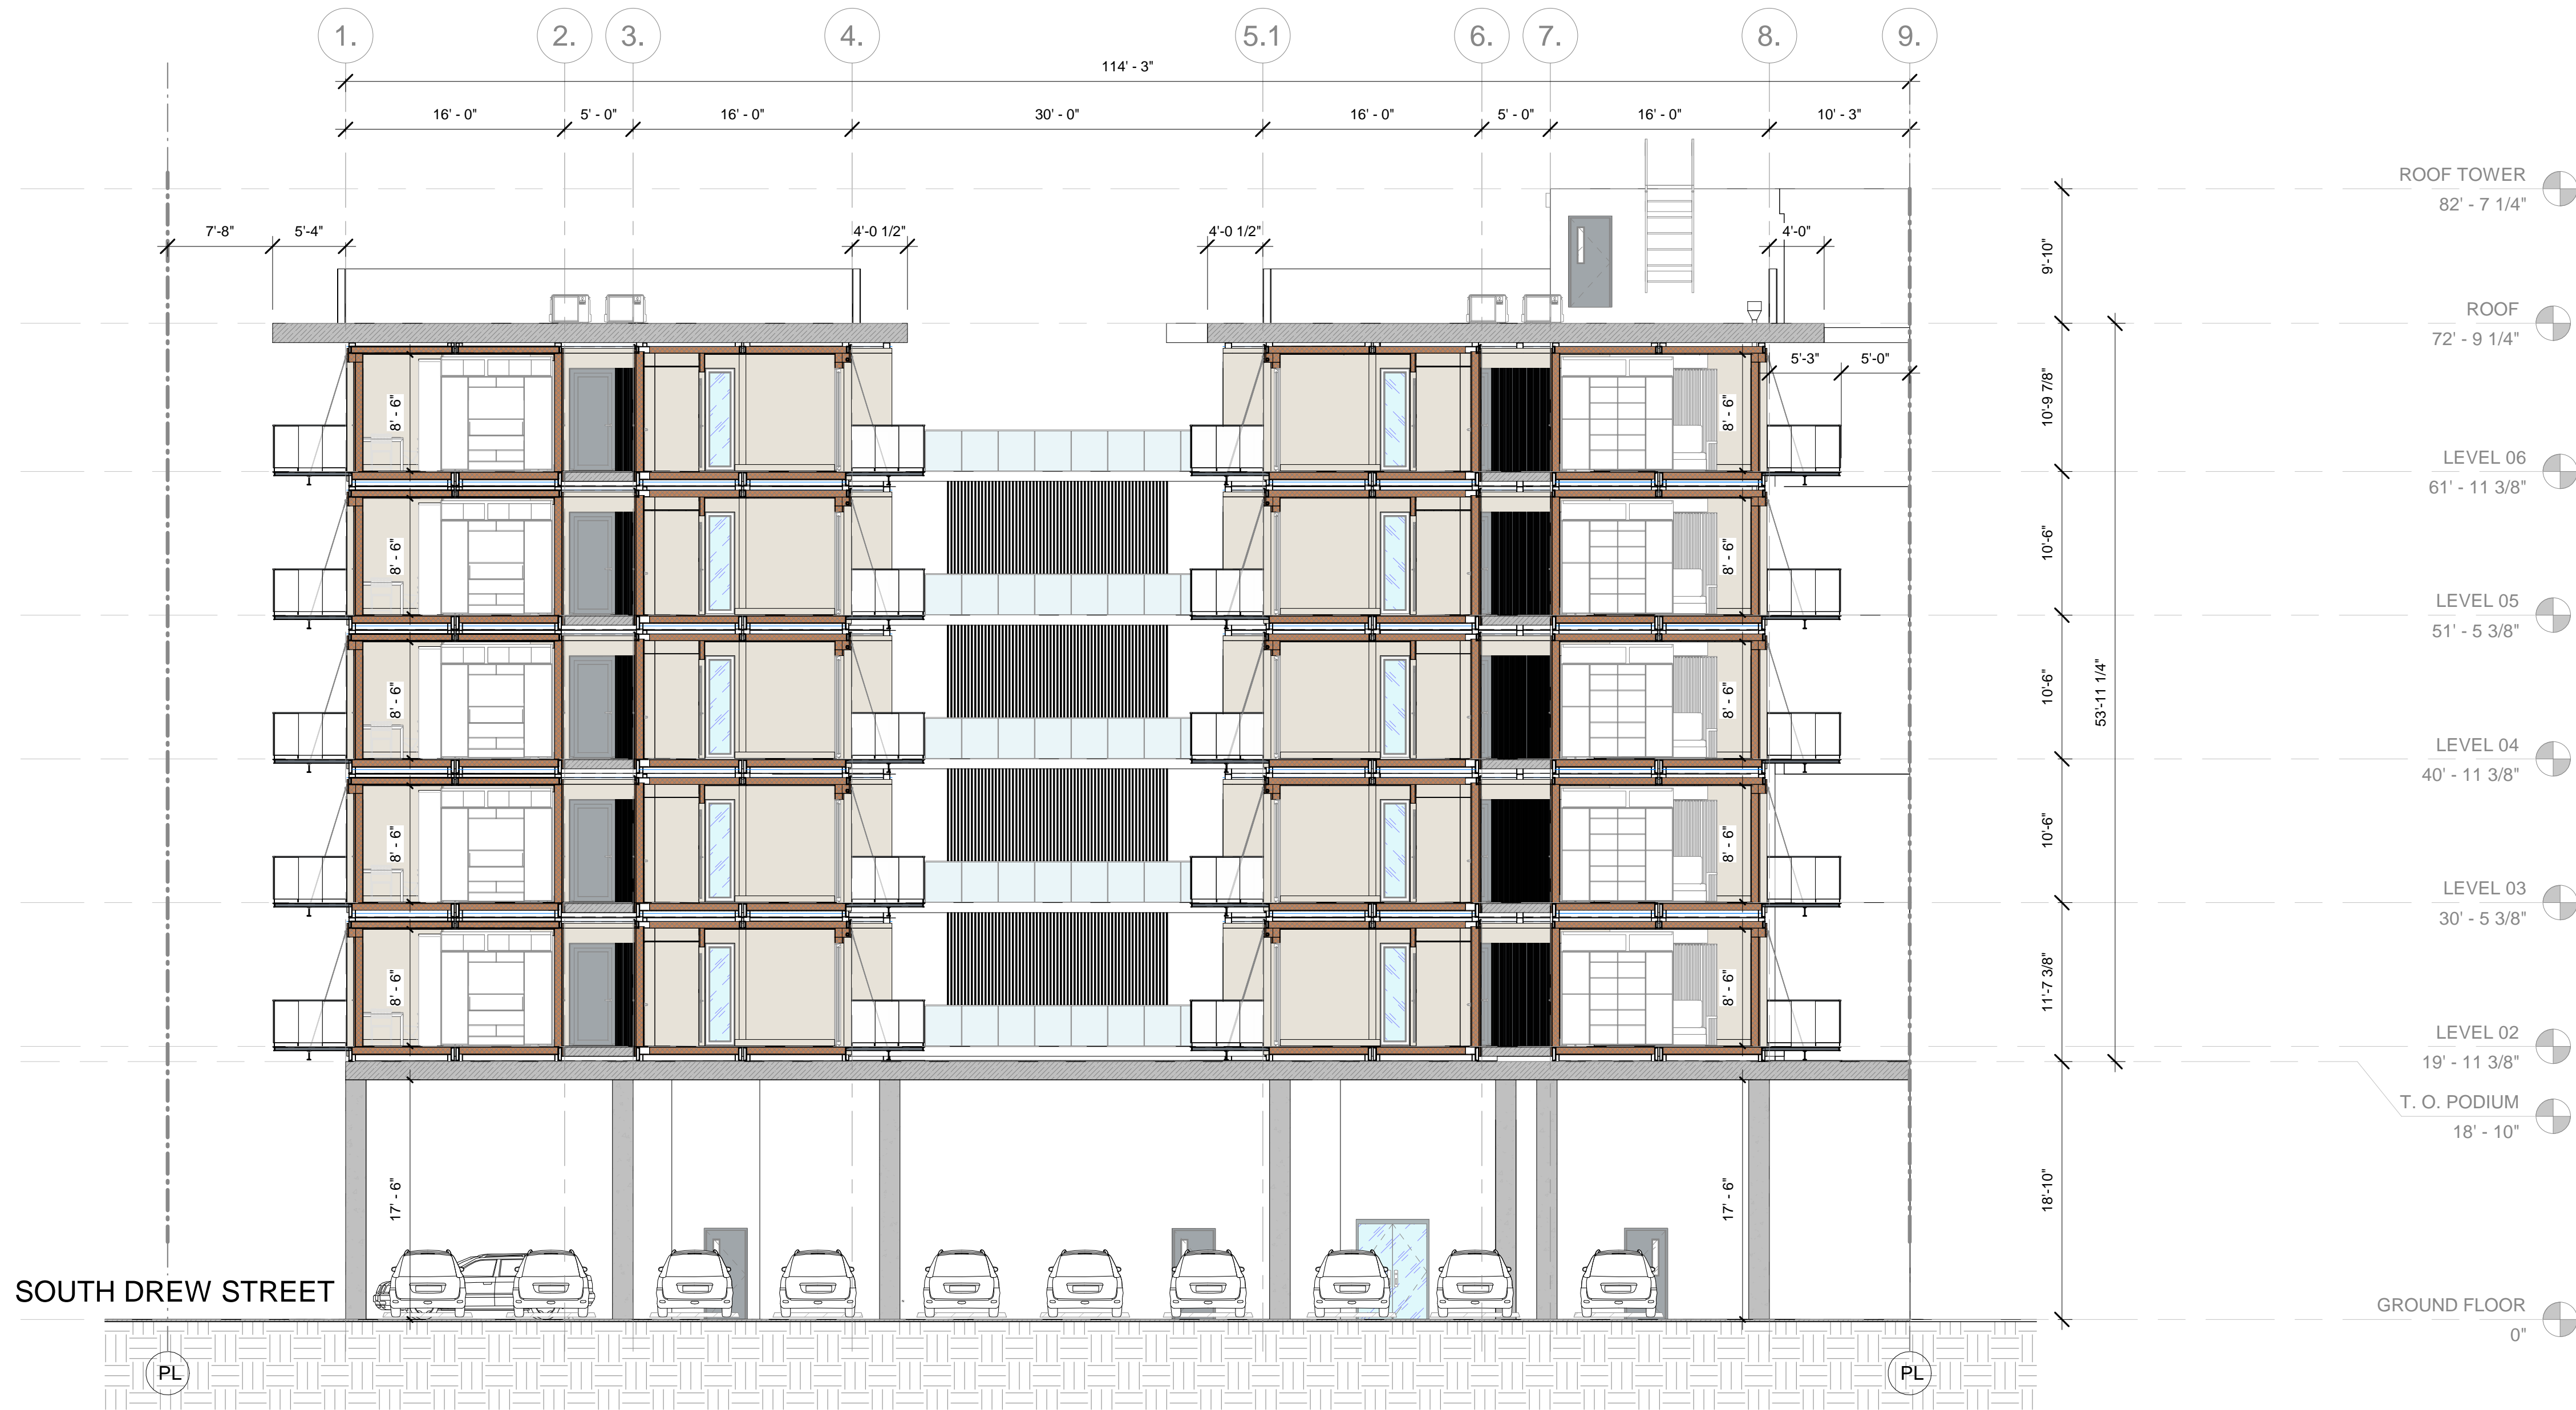 1. 2. 3. 4. 5.1 6. 7. 8. 9.
114' - 3"
16' - 0" 5' - 0" 16' - 0" 30' - 0" 16' - 0" 5' - 0" 16' - 0" 10' - 3"
ROOF TOWER
82' - 7 1/4"
7'-8" 5'-4" 4'-0 1/2" 4'-0 1/2" 4'-0"
9'-10"
ROOF
72' - 9 1/4"
5'-3" 5'-0"
8' - 6" 8' - 6"
10'-9 7/8"
LEVEL 06
61' - 11 3/8"
8' - 6" 8' - 6"
10'-6"
LEVEL 05
51' - 5 3/8"
8' - 6" 8' - 6"
10'-6"
53'-11 1/4"
LEVEL 04
40' - 11 3/8"
8' - 6" 8' - 6"
10'-6"
LEVEL 03
30' - 5 3/8"
8' - 6" 8' - 6"
11'-7 3/8"
LEVEL 02
19' - 11 3/8"
T. O. PODIUM
18' - 10"
17' - 6" 17' - 6"
18'-10"
SOUTH DREW STREET
GROUND FLOOR
0"
PL PL